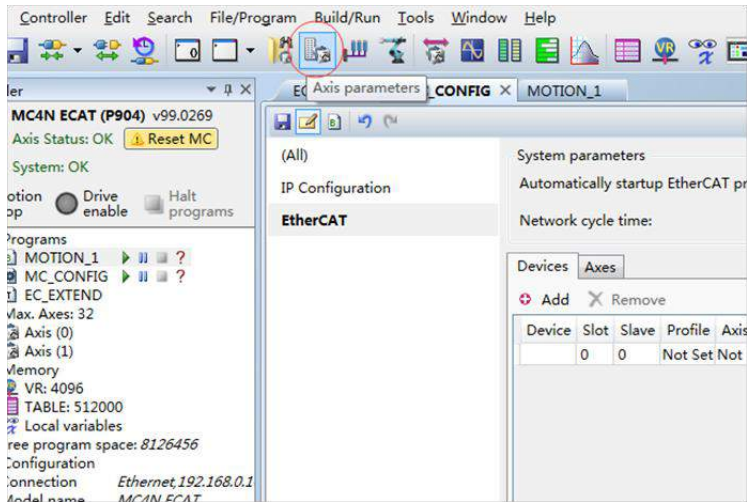 Controller Edit Search File/Program Build/Run Tools Window Help
Axis parameters
CONFIG
MOTION_1
MC4N ECAT (P904) v99.0269
Axis Status: OK Reset MC
System: OK
Drive enable
Halt programs
Programs
MOTION_1
MC_CONFIG
EC_EXTEND
Max. Axes: 32
Axis (0)
Axis (1)
Memory
VR: 4096
TABLE: 512000
Local variables
ree program space: 8126456
Configuration
Connection Ethernet,192.168.0.1
Model name MC4N ECAT
(All)
IP Configuration
EtherCAT
System parameters
Automatically startup EtherCAT pr
Network cycle time:
Devices Axes
Add Remove
Device Slot Slave Profile Axis
0 0 Not Set Not